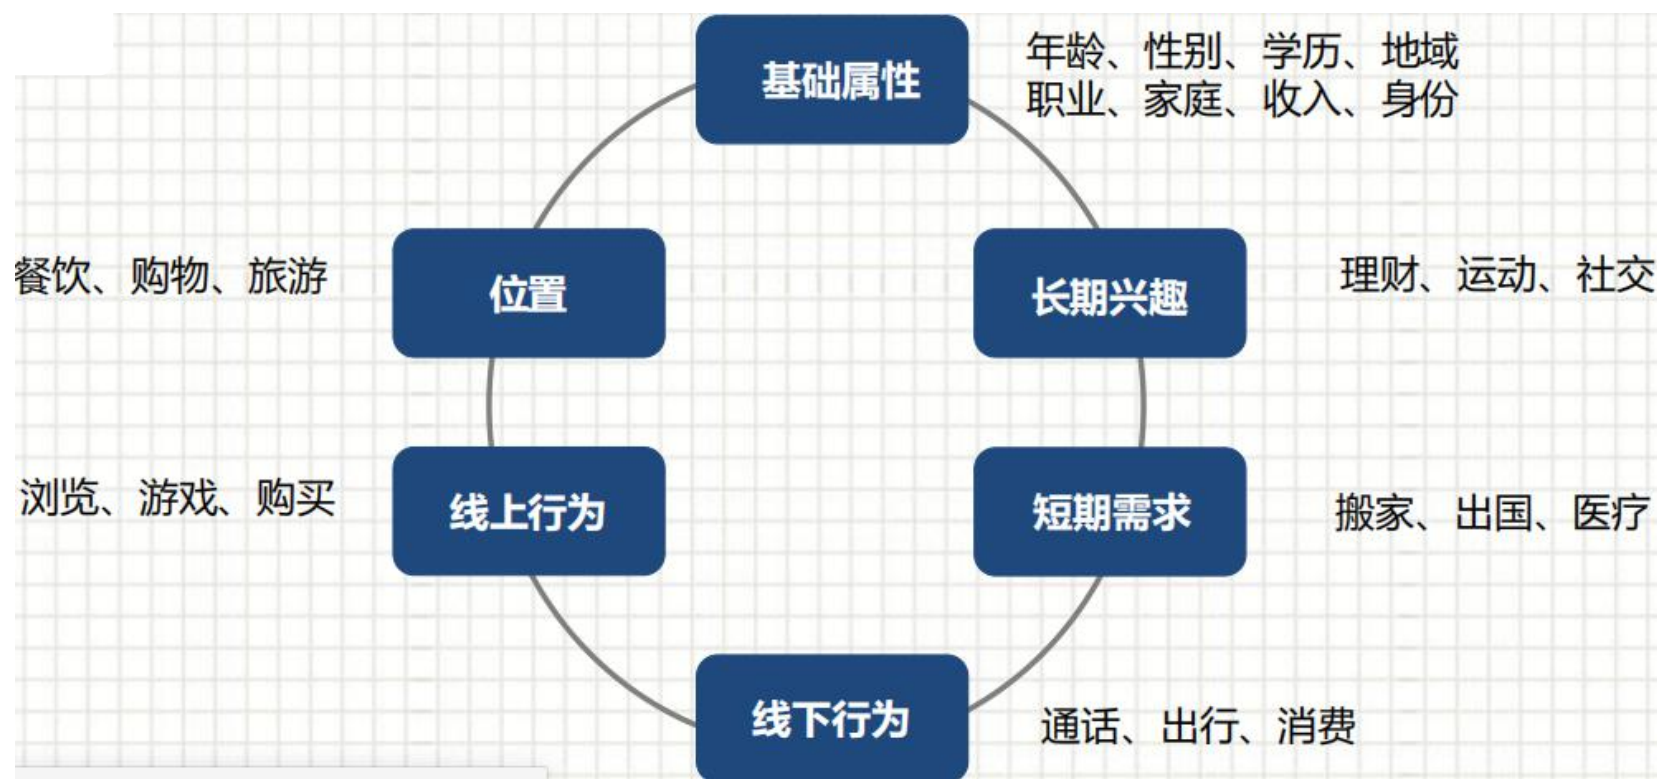 基础属性
年龄、性别、学历、地域
职业、家庭、收入、身份
位置
餐饮、购物、旅游
长期兴趣
理财、运动、社交
线上行为
浏览、游戏、购买
短期需求
搬家、出国、医疗
线下行为
通话、出行、消费